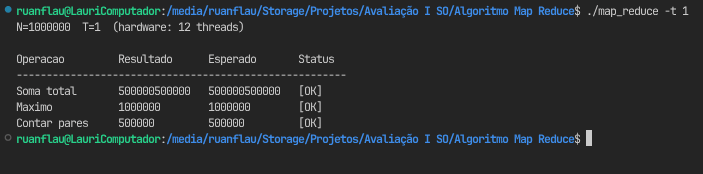 ruanflau@LauriComputador:/media/ruanflau/Storage/Projetos/Avaliação I SO/Algoritmo Map Reduce$ ./map_reduce -t 1
N=1000000  T=1  (hardware: 12 threads)
Operacao        Resultado      Esperado       Status
-------------------------------------------------------
Soma total      500000500000   500000500000   [OK]
Maximo          1000000        1000000        [OK]
Contar pares    500000         500000         [OK]
ruanflau@LauriComputador:/media/ruanflau/Storage/Projetos/Avaliação I SO/Algoritmo Map Reduce$